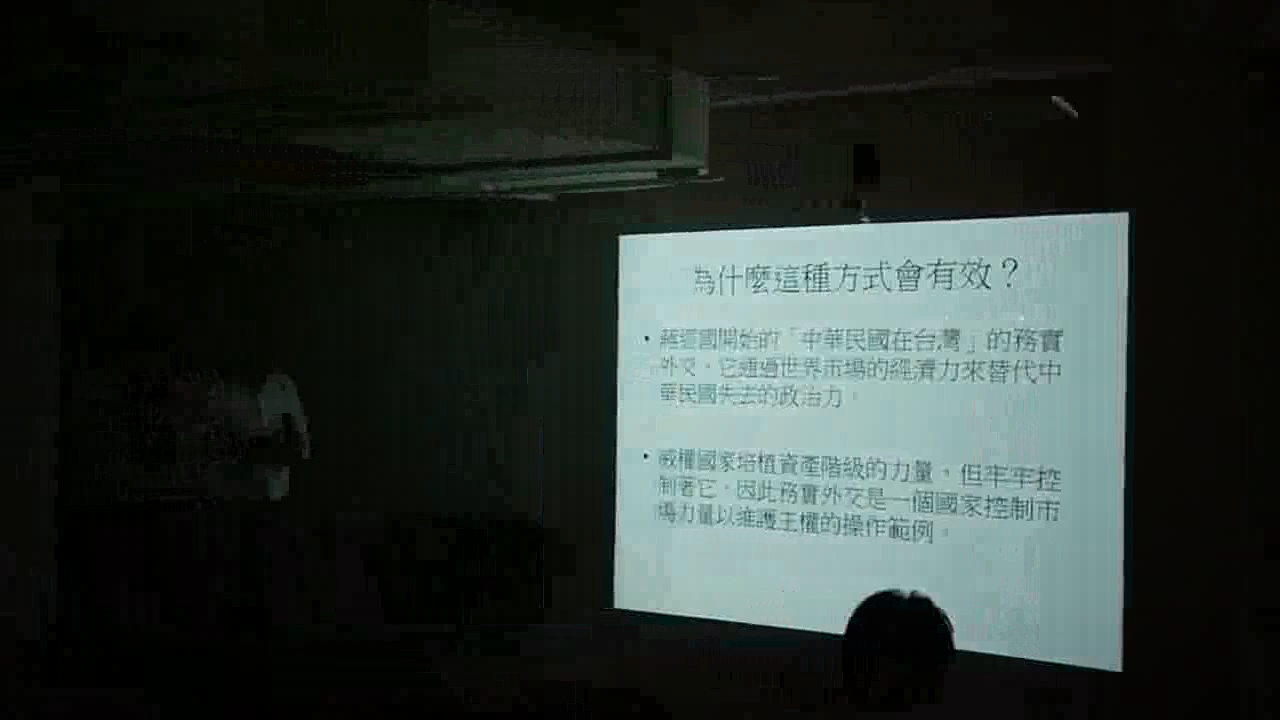 為什麼這種方式會有效？
• 蔣經國開始的「中華民國在台灣」的務實
外交，它通過世界市場的經濟力來替代中
華民國失去的政治力。
• 威權國家培植資產階級的力量，但牢牢控
制著它，因此務實外交是一個國家控制市
場力量以維護主權的操作範例。